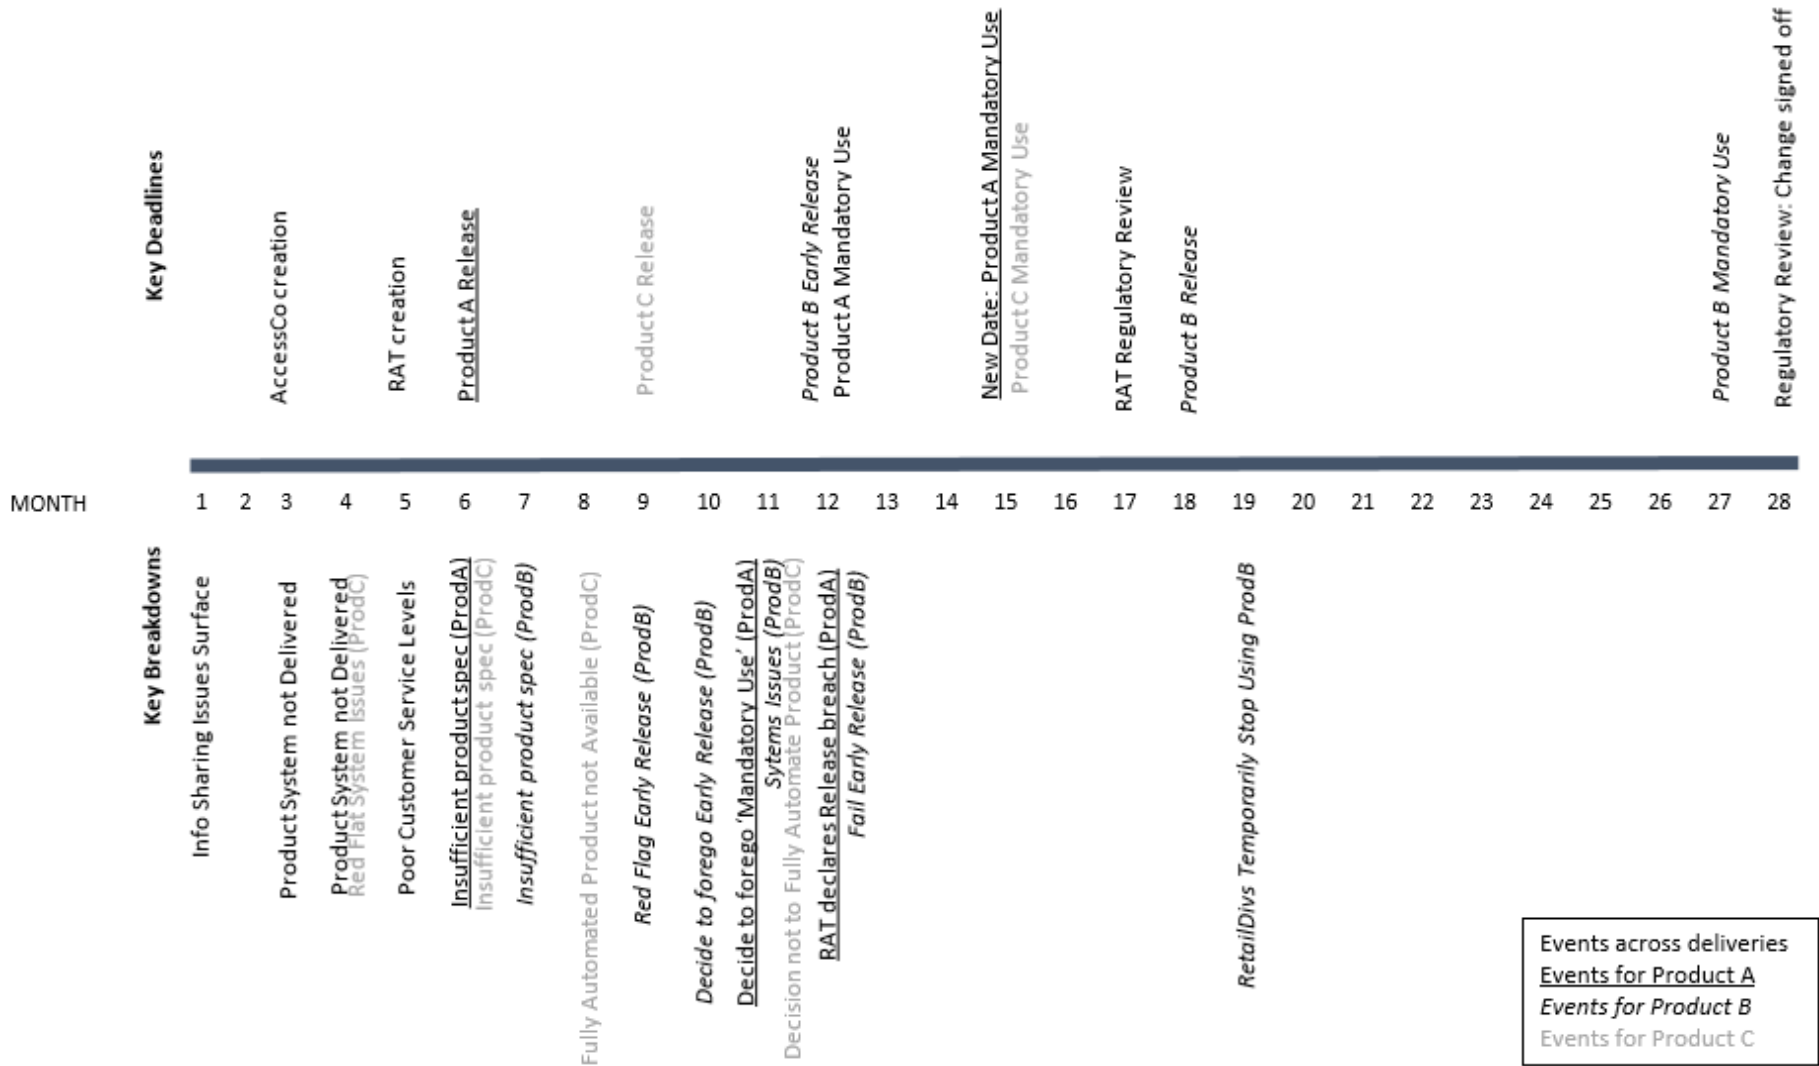 Key Deadlines
AccessCo creation
RAT creation
Product A Release
Product C Release
Product B Early Release
Product A Mandatory Use
New Date: Product A Mandatory Use
Product C Mandatory Use
RAT Regulatory Review
Product B Release
Product B Mandatory Use
Regulatory Review: Change signed off
MONTH 1 2 3 4 5 6 7 8 9 10 11 12 13 14 15 16 17 18 19 20 21 22 23 24 25 26 27 28
Key Breakdowns
Info Sharing Issues Surface
Product System not Delivered
Product System not Delivered
Red Flat System Issues (ProdC)
Poor Customer Service Levels
Insufficient product spec (ProdA)
Insufficient product spec (ProdC)
Insufficient product spec (ProdB)
Fully Automated Product not Available (ProdC)
Red Flag Early Release (ProdB)
Decide to forego Early Release (ProdB)
Decide to forego 'Mandatory Use' (ProdA)
Sytems Issues (ProdB)
Decision not to Fully Automate Product (ProdC)
RAT declares Release breach (ProdA)
Fail Early Release (ProdB)
RetailDivs Temporarily Stop Using ProdB
Events across deliveries
Events for Product A
Events for Product B
Events for Product C